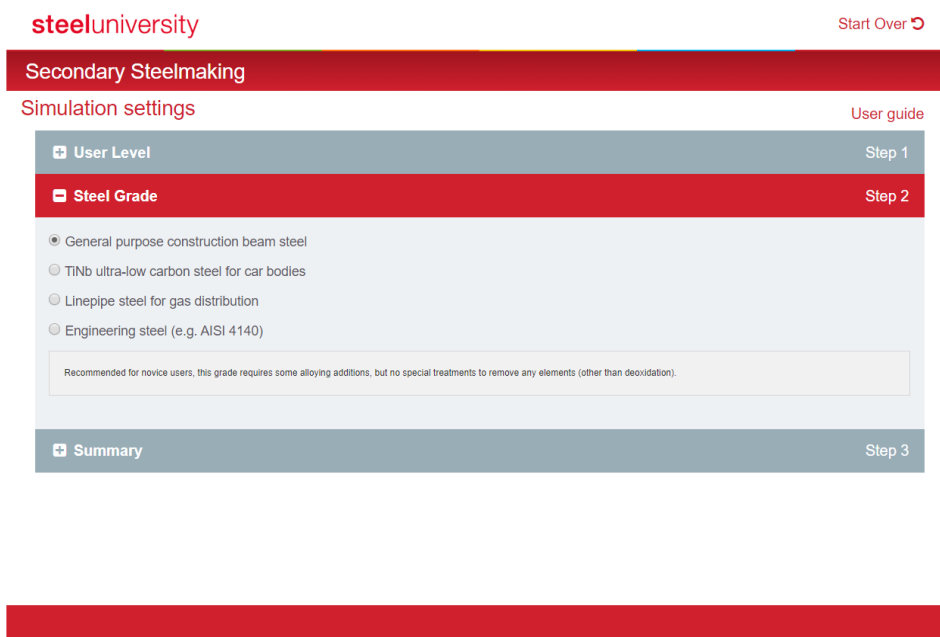 steeluniversity
Start Over
Secondary Steelmaking
Simulation settings
User guide
User Level
Step 1
Steel Grade
Step 2
General purpose construction beam steel
TiNb ultra-low carbon steel for car bodies
Linepipe steel for gas distribution
Engineering steel (e.g. AISI 4140)
Recommended for novice users, this grade requires some alloying additions, but no special treatments to remove any elements (other than deoxidation).
Summary
Step 3